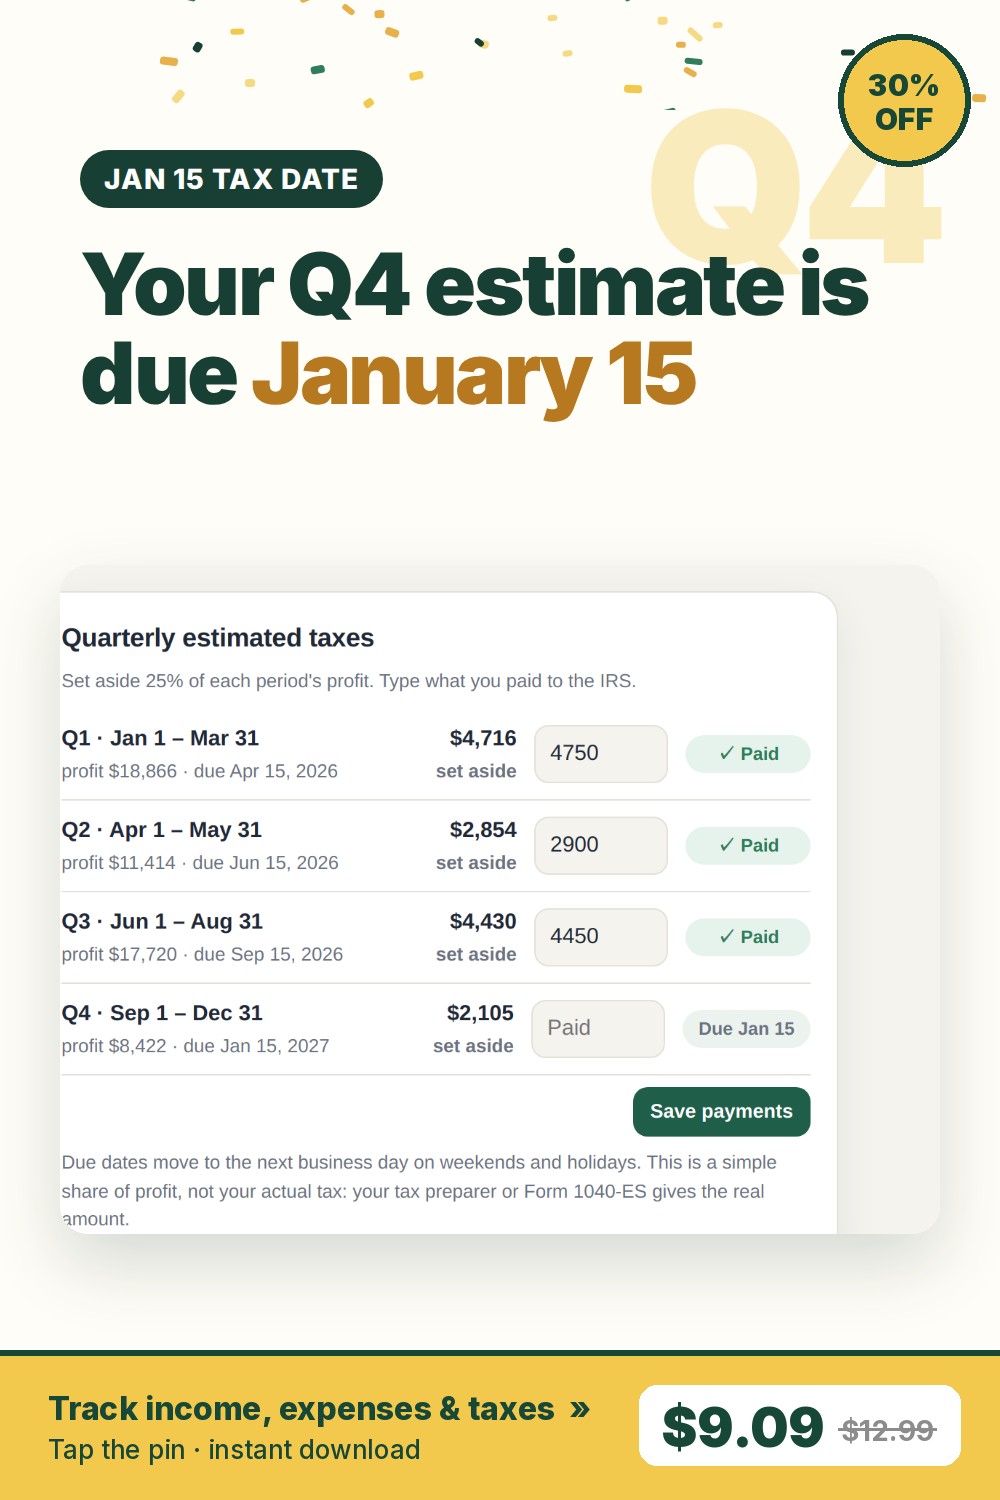 30%
OFF
Q4
JAN 15 TAX DATE
Your Q4 estimate is
due January 15
Quarterly estimated taxes
Set aside 25% of each period's profit. Type what you paid to the IRS.
Q1 · Jan 1 – Mar 31 $4,716 4750 ✓ Paid
profit $18,866 · due Apr 15, 2026 set aside
Q2 · Apr 1 – May 31 $2,854 2900 ✓ Paid
profit $11,414 · due Jun 15, 2026 set aside
Q3 · Jun 1 – Aug 31 $4,430 4450 ✓ Paid
profit $17,720 · due Sep 15, 2026 set aside
Q4 · Sep 1 – Dec 31 $2,105 Paid Due Jan 15
profit $8,422 · due Jan 15, 2027 set aside
Save payments
Due dates move to the next business day on weekends and holidays. This is a simple
share of profit, not your actual tax: your tax preparer or Form 1040-ES gives the real
amount.
Track income, expenses & taxes »
Tap the pin · instant download
$9.09 $12.99